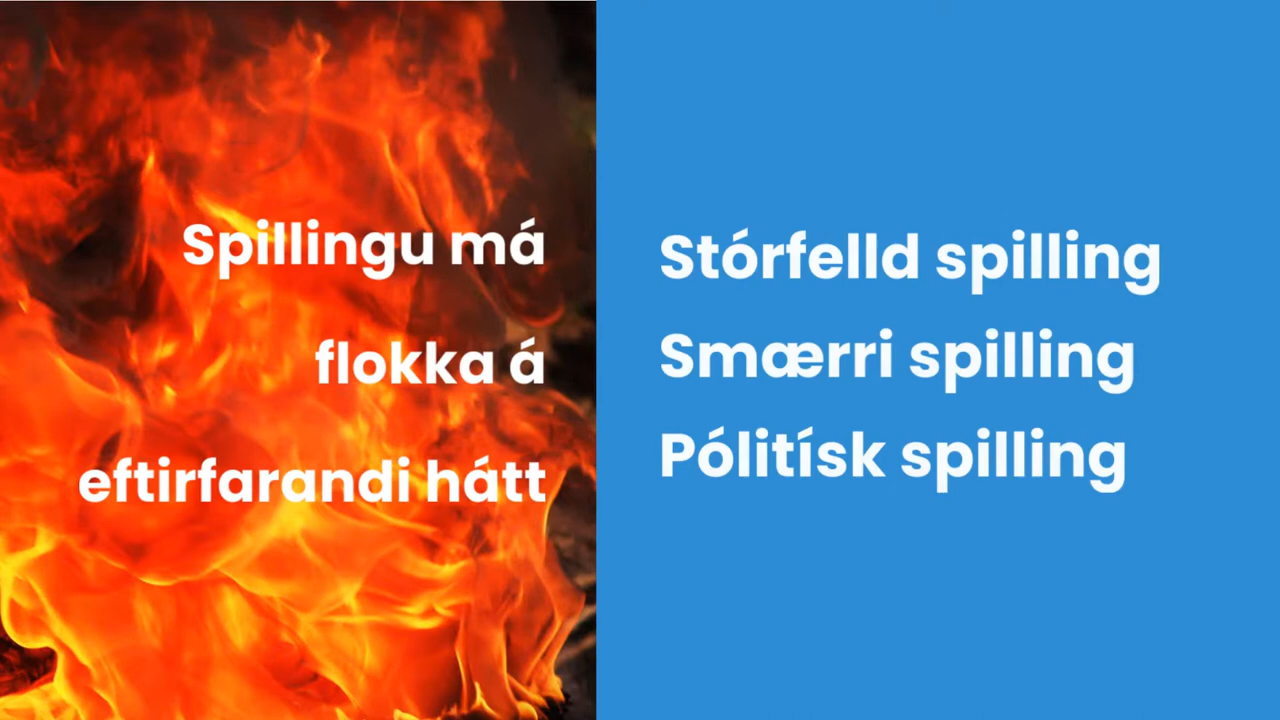 Spillingu má
flokka á
eftirfarandi hátt
Stórfelld spilling
Smærri spilling
Pólitísk spilling